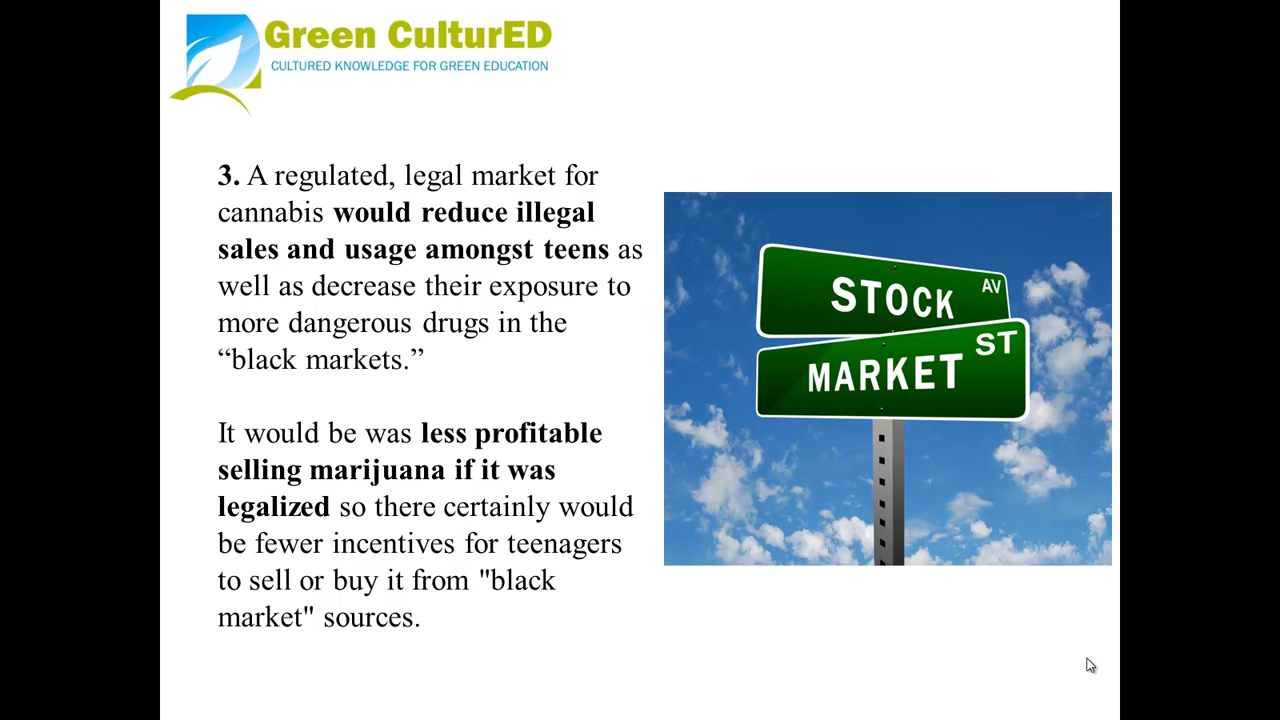 Green CulturED
CULTURED KNOWLEDGE FOR GREEN EDUCATION
3. A regulated, legal market for
cannabis would reduce illegal
sales and usage amongst teens as
well as decrease their exposure to
more dangerous drugs in the
“black markets.”
It would be was less profitable
selling marijuana if it was
legalized so there certainly would
be fewer incentives for teenagers
to sell or buy it from "black
market" sources.
STOCK AV
MARKET ST